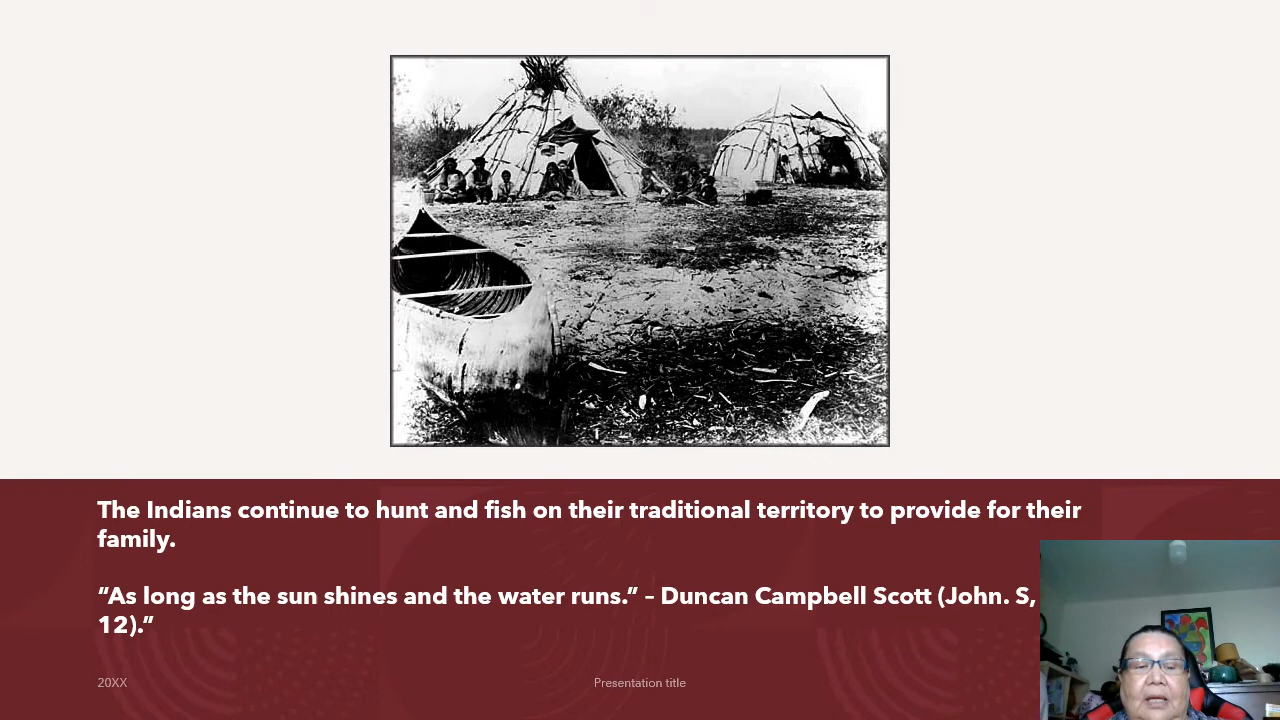 The Indians continue to hunt and fish on their traditional territory to provide for their
family.
“As long as the sun shines and the water runs.” – Duncan Campbell Scott (John. S,
12).”
20XX
Presentation title